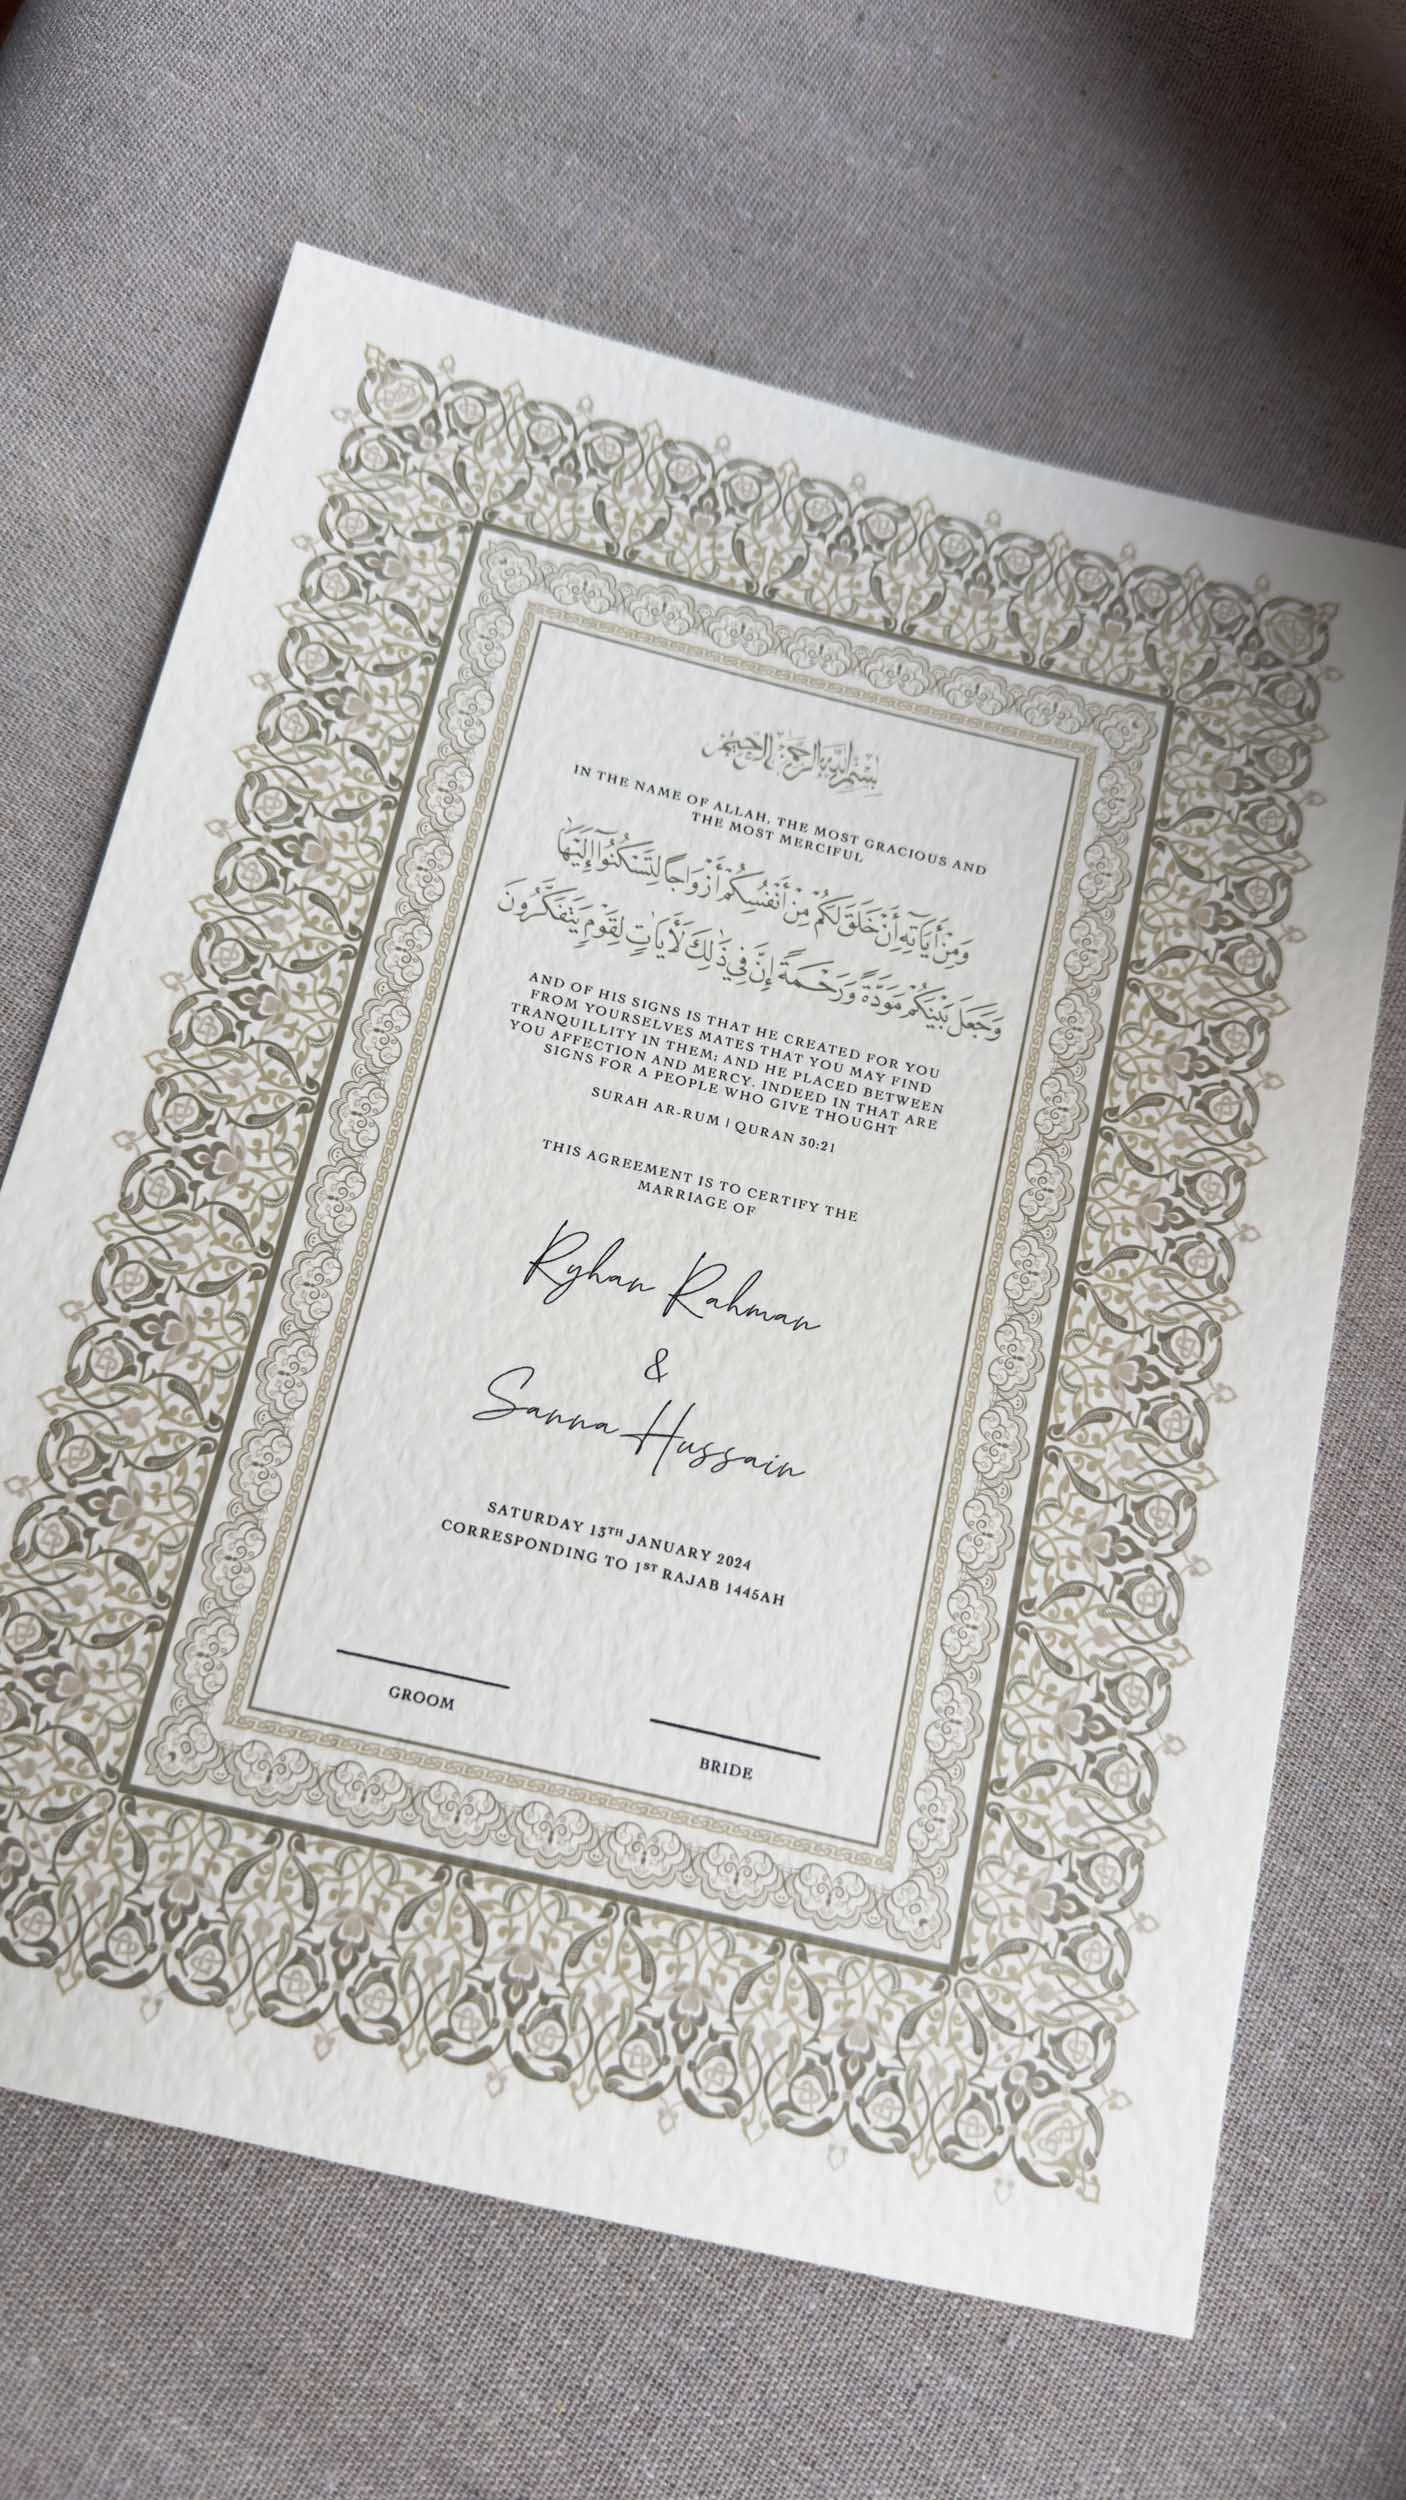 بِسْمِ اللَّهِ الرَّحْمَٰنِ الرَّحِيمِ
IN THE NAME OF ALLAH, THE MOST GRACIOUS AND
THE MOST MERCIFUL
وَمِنْ أَيَاتِهِ أَنْ خَلَقَ لَكُمْ مِنْ أَنْفُسِكُمْ أَزْوَاجًا لِتَسْكُنُوا إِلَيْهَا
وَجَعَلَ بَيْنَكُمْ مَوَدَّةً وَرَحْمَةً إِنَّ فِي ذَٰلِكَ لَأَيَاتٍ لِقَوْمٍ يَتَفَكَّرُونَ
AND OF HIS SIGNS IS THAT HE CREATED FOR YOU
FROM YOURSELVES MATES THAT YOU MAY FIND
TRANQUILLITY IN THEM; AND HE PLACED BETWEEN
YOU AFFECTION AND MERCY. INDEED IN THAT ARE
SIGNS FOR A PEOPLE WHO GIVE THOUGHT
SURAH AR-RUM | QURAN 30:21
THIS AGREEMENT IS TO CERTIFY THE
MARRIAGE OF
Ryhan Rahman
&
Sanna Hussain
SATURDAY 13TH JANUARY 2024
CORRESPONDING TO 1ST RAJAB 1445AH
GROOM
BRIDE